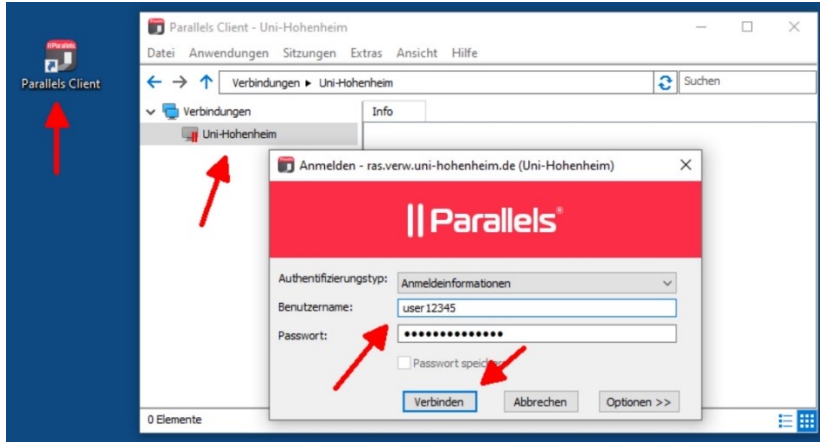 Parallels Client
Parallels Client - Uni-Hohenheim
Datei Anwendungen Sitzungen Extras Ansicht Hilfe
Verbindungen ▸ Uni-Hohenheim
Suchen
Verbindungen
Info
Uni-Hohenheim
Anmelden - ras.verw.uni-hohenheim.de (Uni-Hohenheim)
|| Parallels®
Authentifizierungstyp: Anmeldeinformationen
Benutzername: user12345
Passwort: ••••••••••••••
Passwort
Verbinden Abbrechen Optionen >>
0 Elemente